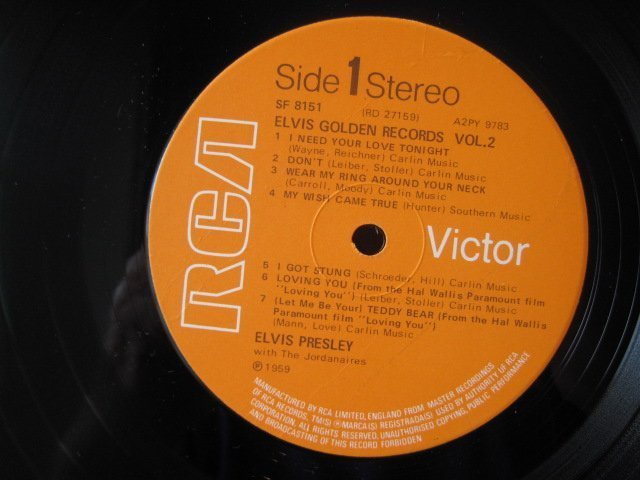 Side 1 Stereo
SF 8151 (RD 27159) A2PY 9783
ELVIS GOLDEN RECORDS VOL.2
1 I NEED YOUR LOVE TONIGHT
(Wayne, Reichner) Carlin Music
2 DON'T (Leiber, Stoller) Carlin Music
3 WEAR MY RING AROUND YOUR NECK
(Carroll, Moody) Carlin Music
4 MY WISH CAME TRUE (Hunter) Southern Music
RCA
Victor
5 I GOT STUNG (Schroeder, Hill) Carlin Music
6 LOVING YOU (From the Hal Wallis Paramount film
"Loving You") (Leiber, Stoller) Carlin Music
7 (Let Me Be Your) TEDDY BEAR (From the Hal Wallis
Paramount film "Loving You")
(Mann, Love) Carlin Music
ELVIS PRESLEY
with The Jordanaires
℗ 1959
MANUFACTURED BY RCA LIMITED, ENGLAND FROM MASTER RECORDINGS
OF RCA RECORDS, TM(S) ® MARCA(S) REGISTRADA(S) USED BY AUTHORITY OF RCA
CORPORATION. ALL RIGHTS RESERVED. UNAUTHORISED COPYING, PUBLIC PERFORMANCE
AND BROADCASTING OF THIS RECORD FORBIDDEN